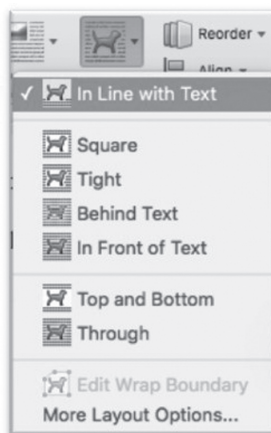 Reorder
Align
✓ In Line with Text
Square
Tight
Behind Text
In Front of Text
Top and Bottom
Through
Edit Wrap Boundary
More Layout Options...